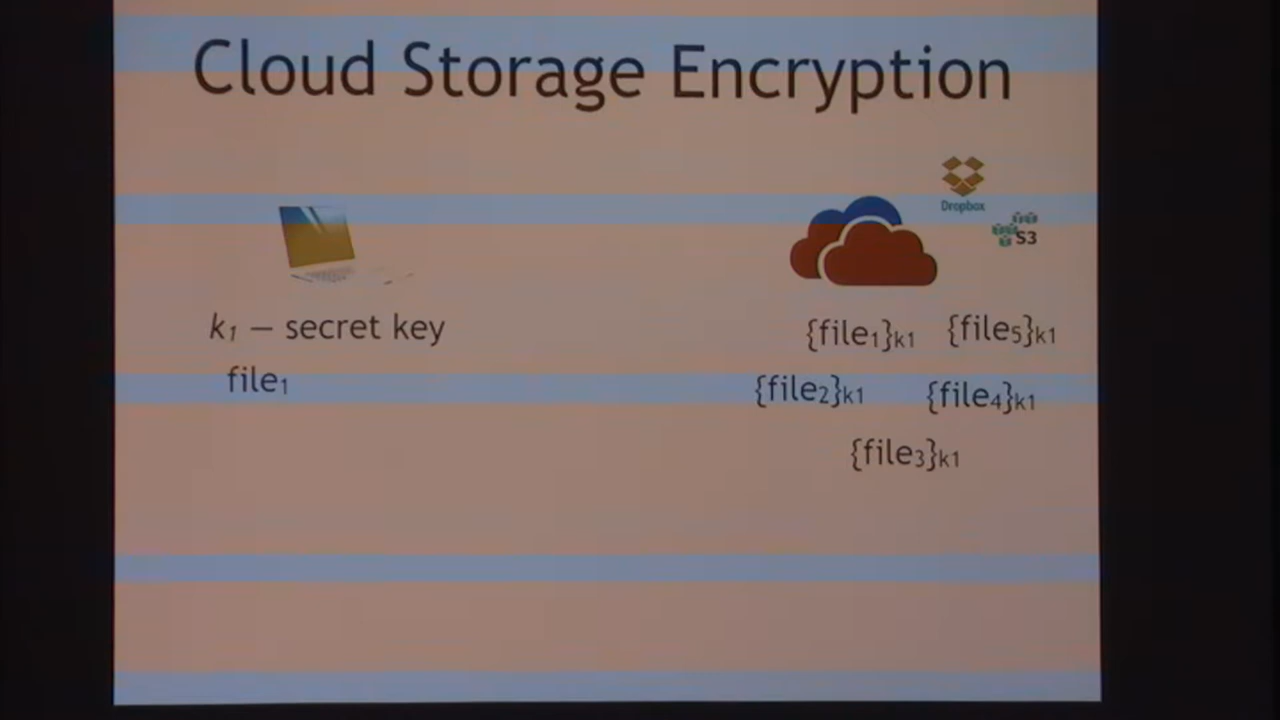 Cloud Storage Encryption
Dropbox
S3
k₁ — secret key
file₁
{file₁}k1 {file₅}k1
{file₂}k1 {file₄}k1
{file₃}k1